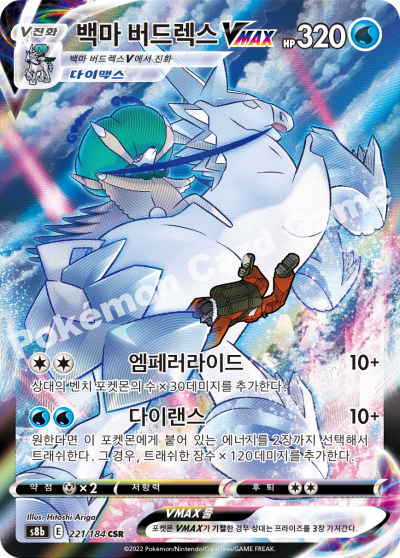 V진화
백마 버드렉스 VMAX HP 320
백마 버드렉스V에서 진화
다이맥스
Pokémon Card Game
엠페러라이드 10+
상대의 벤치 포켓몬의 수×30데미지를 추가한다.
다이랜스 10+
원한다면 이 포켓몬에게 붙어 있는 에너지를 2장까지 선택해서
트래쉬한다. 그 경우, 트래쉬한 장수×120데미지를 추가한다.
약점 ×2 저항력 후퇴
Illus. Hitoshi Ariga
s8b E 221/184 CSR
VMAX룰
포켓몬VMAX가 기절한 경우 상대는 프라이즈를 3장 가져간다.
©2022 Pokémon/Nintendo/Creatures/GAME FREAK.